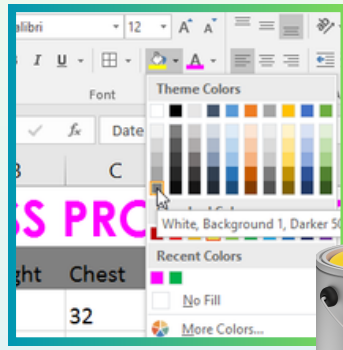 alibri 12 A A
I U A
Font
Theme Colors
fx Date
C
SS PRO
White, Background 1, Darker 50
Recent Colors
ght Chest
No Fill
32
More Colors...